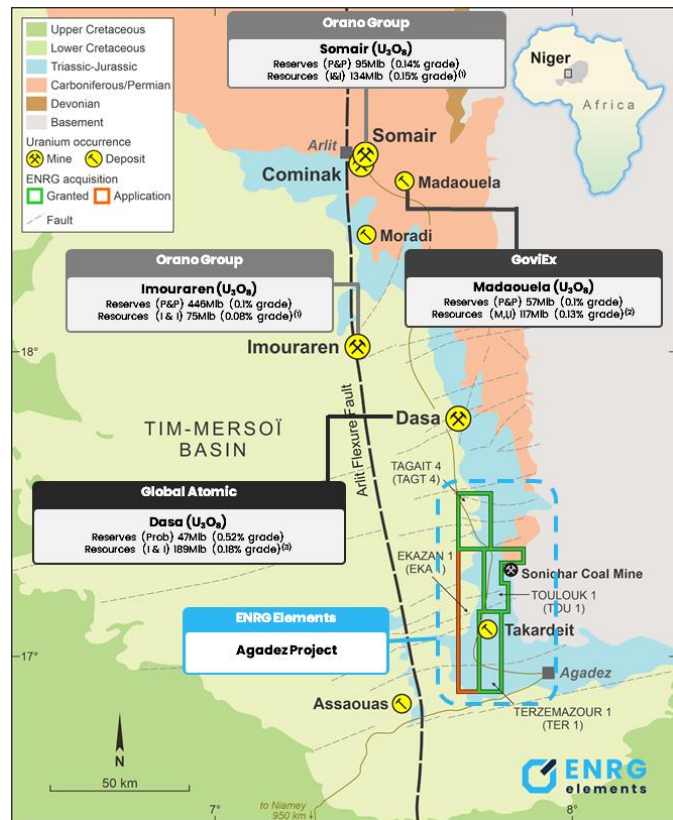 Upper Cretaceous
Lower Cretaceous
Triassic-Jurassic
Carboniferous/Permian
Devonian
Basement
Uranium occurrence
Mine
Deposit
ENRG acquisition
Granted
Application
Fault
Orano Group
Somair (U₃O₈)
Reserves (P&P) 95Mlb (0.14% grade)
Resources (I&I) 134Mlb (0.15% grade)⁽¹⁾
Niger
Africa
Arlit
Somair
Cominak
Madaouela
Moradi
Orano Group
Imouraren (U₃O₈)
Reserves (P&P) 446Mlb (0.1% grade)
Resources (I & I) 75Mlb (0.08% grade)⁽¹⁾
GoviEx
Madaouela (U₃O₈)
Reserves (P&P) 57Mlb (0.1% grade)
Resources (M,I,I) 117Mlb (0.13% grade)⁽²⁾
18°
Imouraren
TIM-MERSOÏ
BASIN
Arlit Flexure Fault
Dasa
TAGAIT 4
(TAGT 4)
Global Atomic
Dasa (U₃O₈)
Reserves (Prob) 47Mlb (0.52% grade)
Resources (I & I) 189Mlb (0.18% grade)⁽³⁾
EKAZAN 1
(EKA 1)
Sonichar Coal Mine
TOULOUK 1
(TOU 1)
ENRG Elements
Agadez Project
Takardeit
17°
Agadez
Assaouas
TERZEMAZOUR 1
(TER 1)
N
50 km
ENRG
elements
to Niamey
950 km
7°
8°